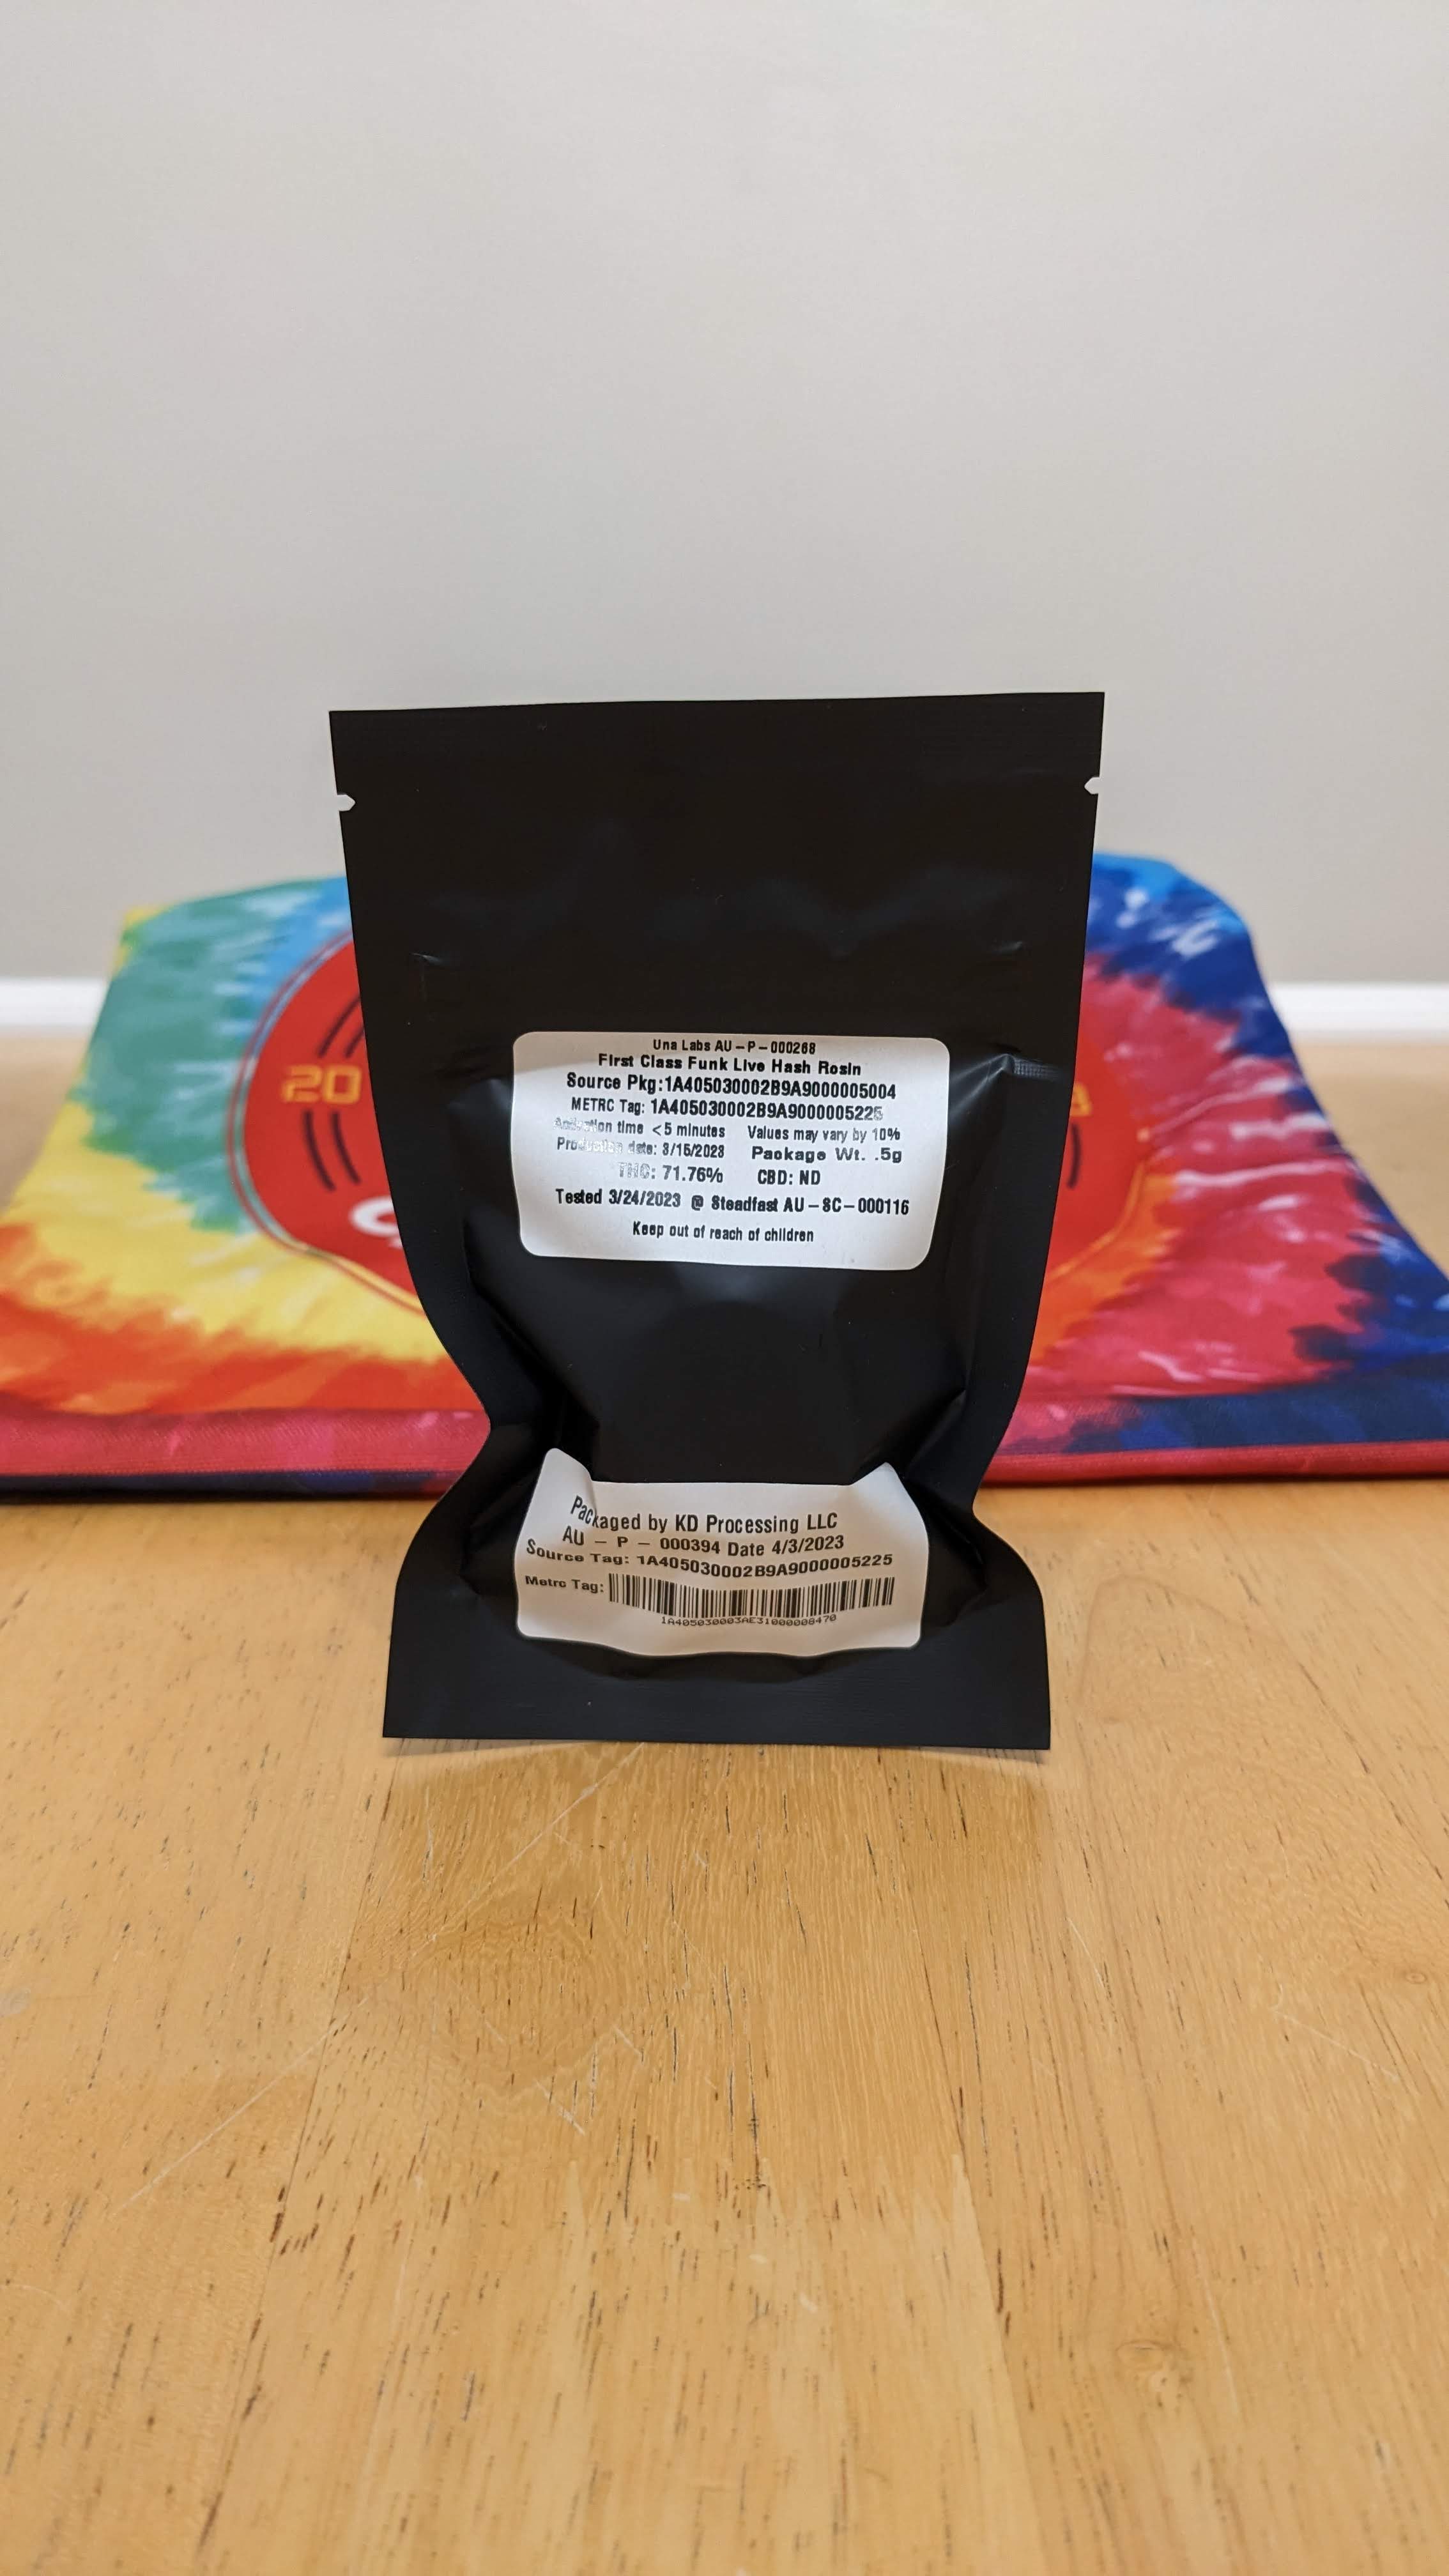 20
Una Labs AU – P – 000268
First Class Funk Live Hash Rosin
Source Pkg:1A405030002B9A9000005004
METRC Tag: 1A405030002B9A9000005225
time <5 minutes Values may vary by 10%
Production date: 3/15/2023 Package Wt. .5g
THC: 71.76% CBD: ND
Tested 3/24/2023 @ Steadfast AU – SC – 000116
Keep out of reach of children
Packaged by KD Processing LLC
AU – P – 000394 Date 4/3/2023
Source Tag: 1A405030002B9A9000005225
Metrc Tag:
1A405030003AE31000008470